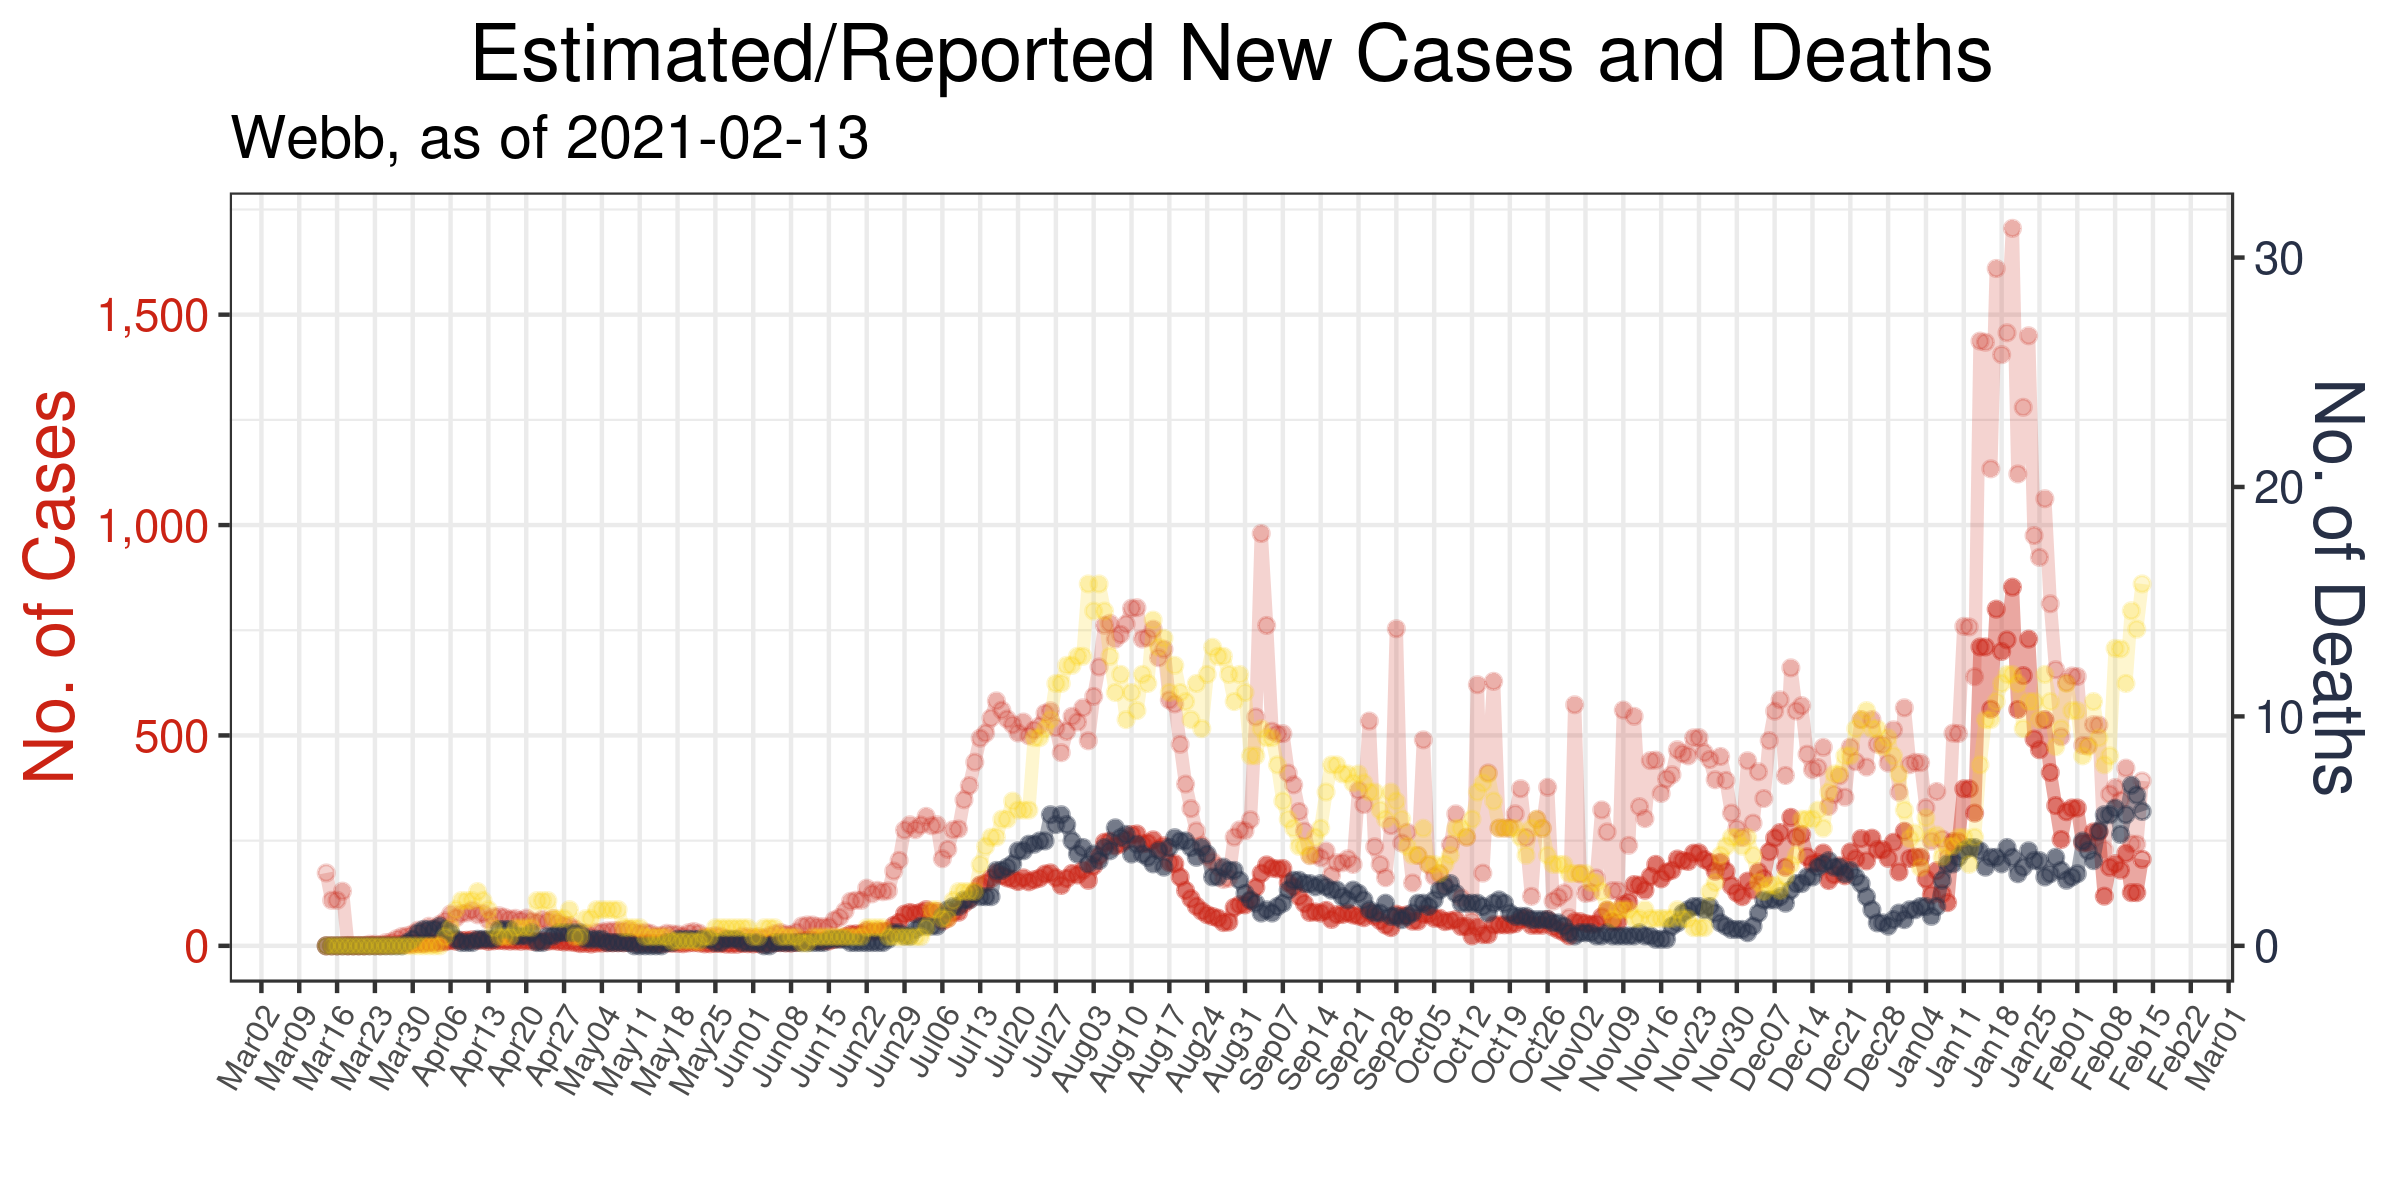 Estimated/Reported New Cases and Deaths
Webb, as of 2021-02-13
No. of Cases
1,500
1,000
500
0
30
20
10
0
No. of Deaths
Mar02
Mar09
Mar16
Mar23
Mar30
Apr06
Apr13
Apr20
Apr27
May04
May11
May18
May25
Jun01
Jun08
Jun15
Jun22
Jun29
Jul06
Jul13
Jul20
Jul27
Aug03
Aug10
Aug17
Aug24
Aug31
Sep07
Sep14
Sep21
Sep28
Oct05
Oct12
Oct19
Oct26
Nov02
Nov09
Nov16
Nov23
Nov30
Dec07
Dec14
Dec21
Dec28
Jan04
Jan11
Jan18
Jan25
Feb01
Feb08
Feb15
Feb22
Mar01